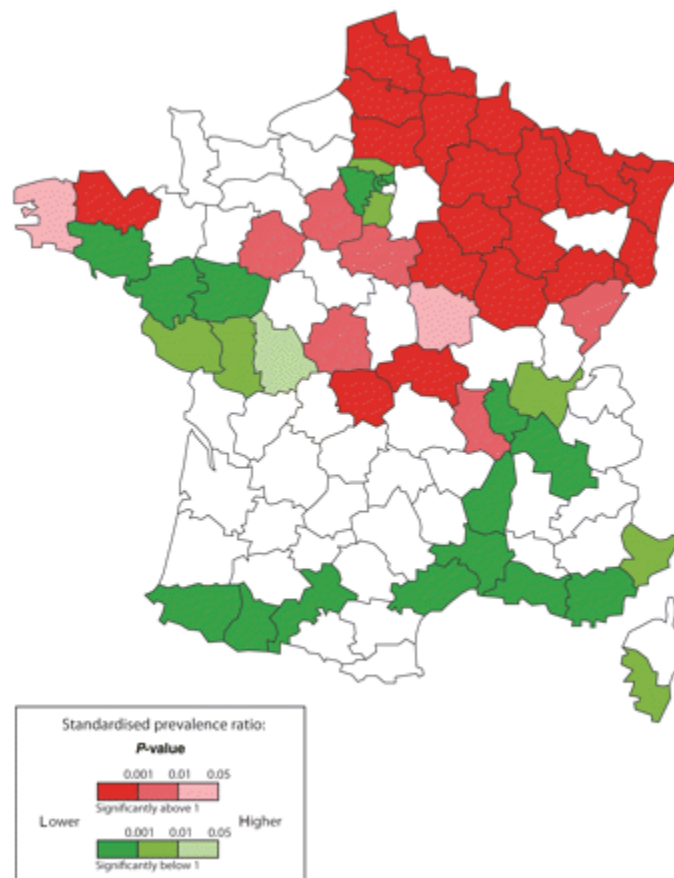 Standardised prevalence ratio:
P-value
0.001 0.01 0.05
Significantly above 1
Lower Higher
0.001 0.01 0.05
Significantly below 1